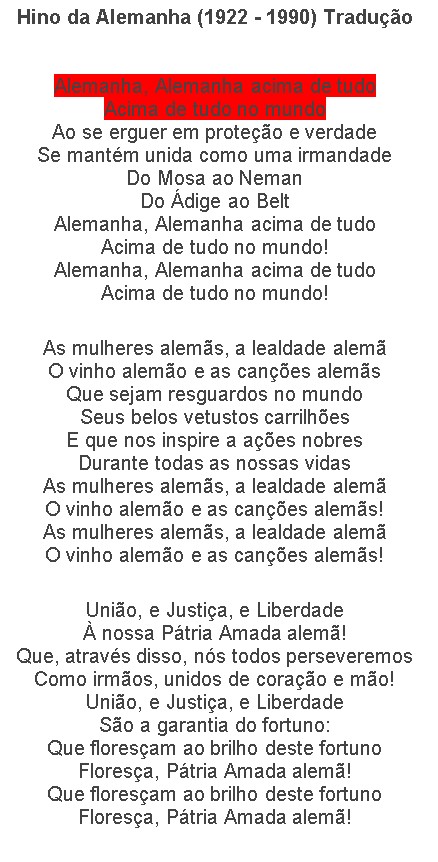 Hino da Alemanha (1922 - 1990) Tradução
Alemanha, Alemanha acima de tudo
Acima de tudo no mundo
Ao se erguer em proteção e verdade
Se mantém unida como uma irmandade
Do Mosa ao Neman
Do Ádige ao Belt
Alemanha, Alemanha acima de tudo
Acima de tudo no mundo!
Alemanha, Alemanha acima de tudo
Acima de tudo no mundo!
As mulheres alemãs, a lealdade alemã
O vinho alemão e as canções alemãs
Que sejam resguardos no mundo
Seus belos vetustos carrilhões
E que nos inspire a ações nobres
Durante todas as nossas vidas
As mulheres alemãs, a lealdade alemã
O vinho alemão e as canções alemãs!
As mulheres alemãs, a lealdade alemã
O vinho alemão e as canções alemãs!
União, e Justiça, e Liberdade
À nossa Pátria Amada alemã!
Que, através disso, nós todos perseveremos
Como irmãos, unidos de coração e mão!
União, e Justiça, e Liberdade
São a garantia do fortuno:
Que floresçam ao brilho deste fortuno
Floresça, Pátria Amada alemã!
Que floresçam ao brilho deste fortuno
Floresça, Pátria Amada alemã!